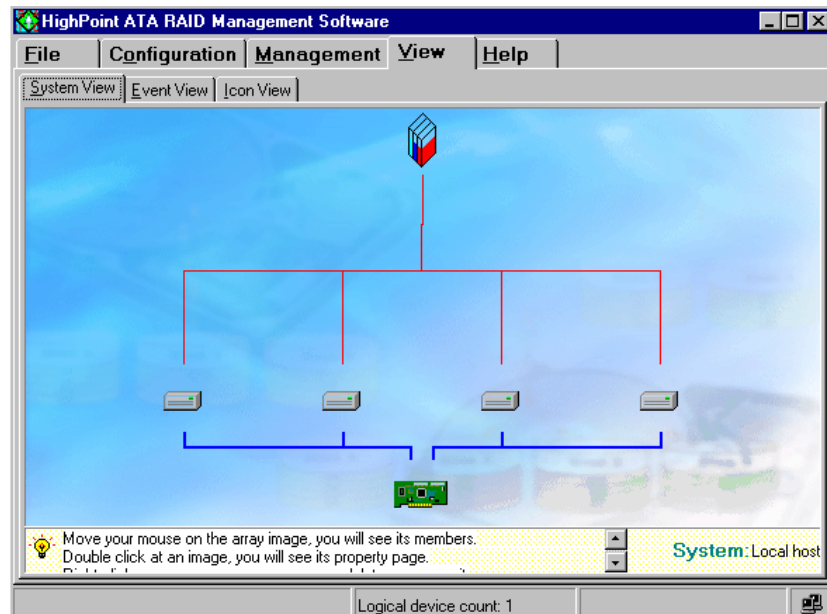 HighPoint ATA RAID Management Software
File Configuration Management View Help
System View Event View Icon View
Move your mouse on the array image, you will see its members.
Double click at an image, you will see its property page.
System: Local host
Logical device count: 1